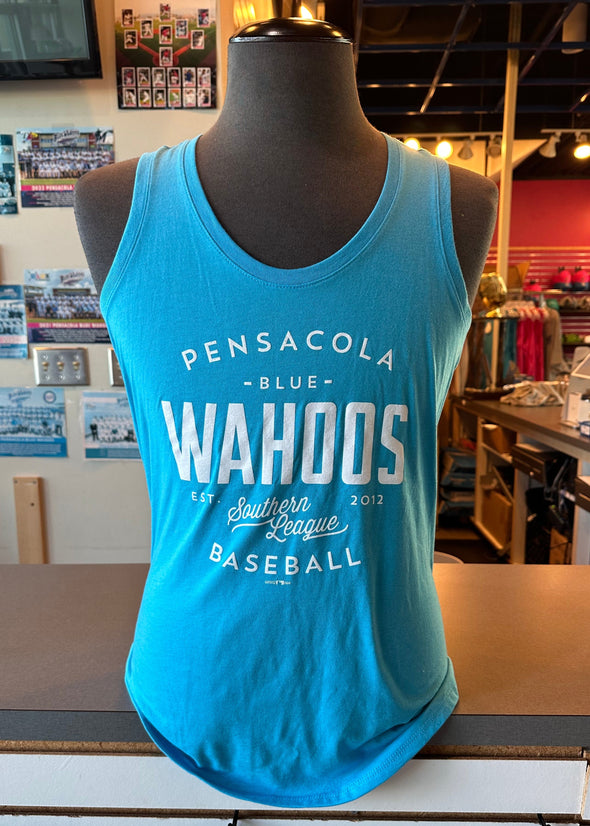 PENSACOLA
-BLUE-
WAHOOS
EST. 2012
Southern
League
BASEBALL